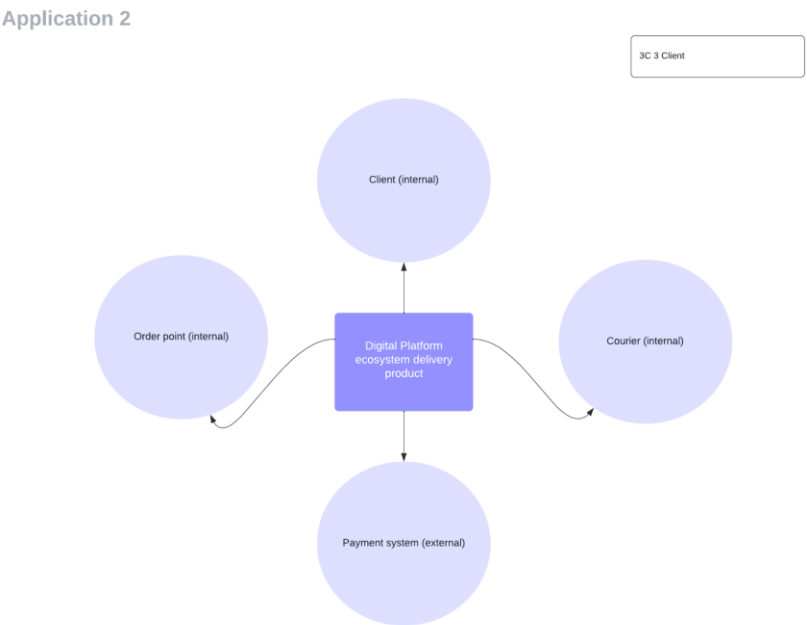 Application 2
3C 3 Client
Client (internal)
Order point (internal)
Digital Platform
ecosystem delivery
product
Courier (internal)
Payment system (external)